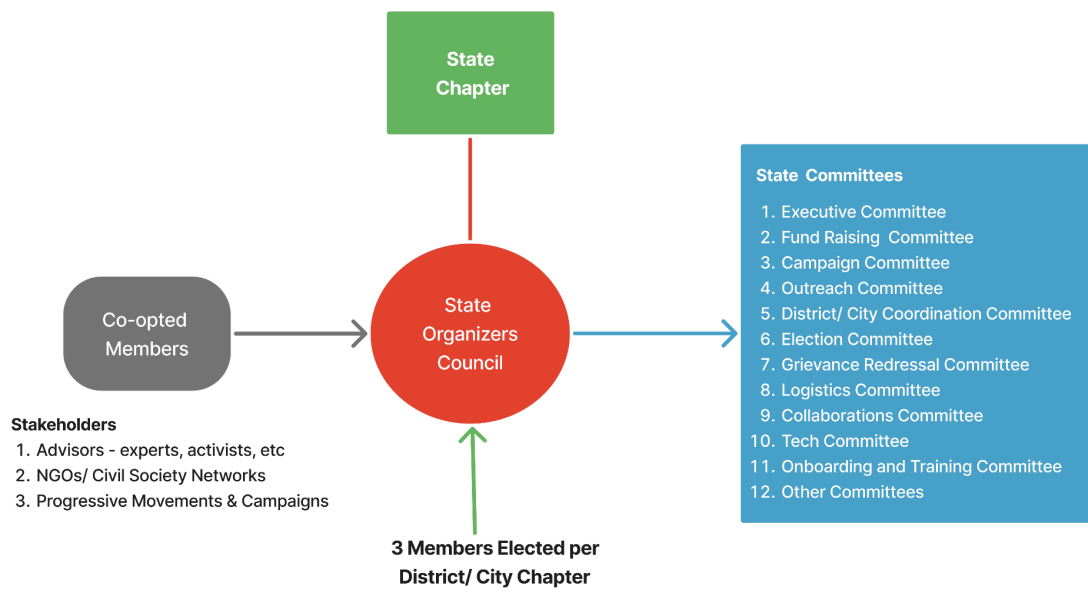 State
Chapter
State Committees
1. Executive Committee
2. Fund Raising Committee
3. Campaign Committee
4. Outreach Committee
5. District/ City Coordination Committee
6. Election Committee
7. Grievance Redressal Committee
8. Logistics Committee
9. Collaborations Committee
10. Tech Committee
11. Onboarding and Training Committee
12. Other Committees
Co-opted
Members
State
Organizers
Council
Stakeholders
1. Advisors - experts, activists, etc
2. NGOs/ Civil Society Networks
3. Progressive Movements & Campaigns
3 Members Elected per
District/ City Chapter